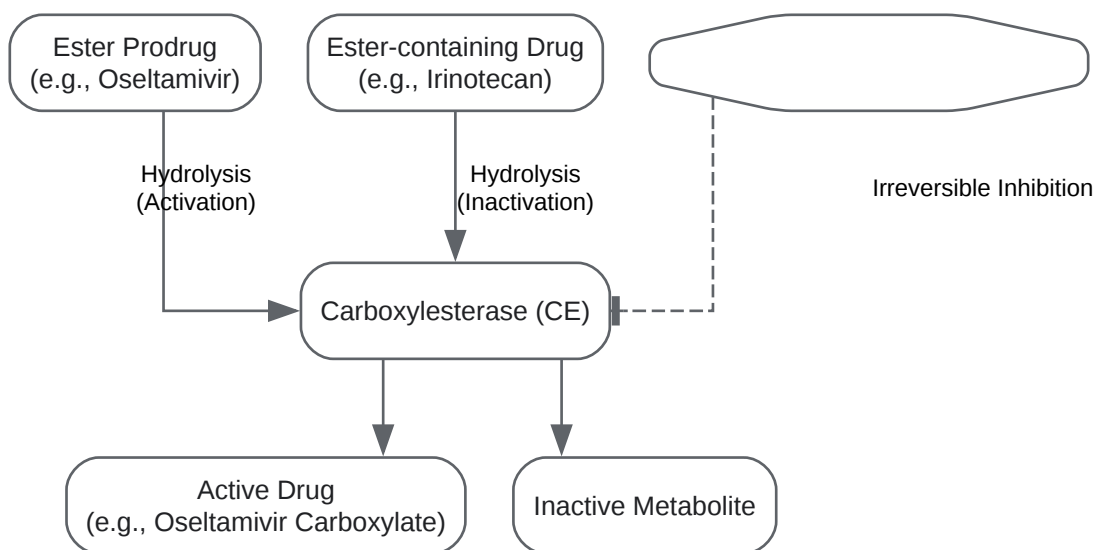 Ester Prodrug
(e.g., Oseltamivir)
Ester-containing Drug
(e.g., Irinotecan)
Hydrolysis
(Activation)
Hydrolysis
(Inactivation)
Irreversible Inhibition
Carboxylesterase (CE)
Active Drug
(e.g., Oseltamivir Carboxylate)
Inactive Metabolite